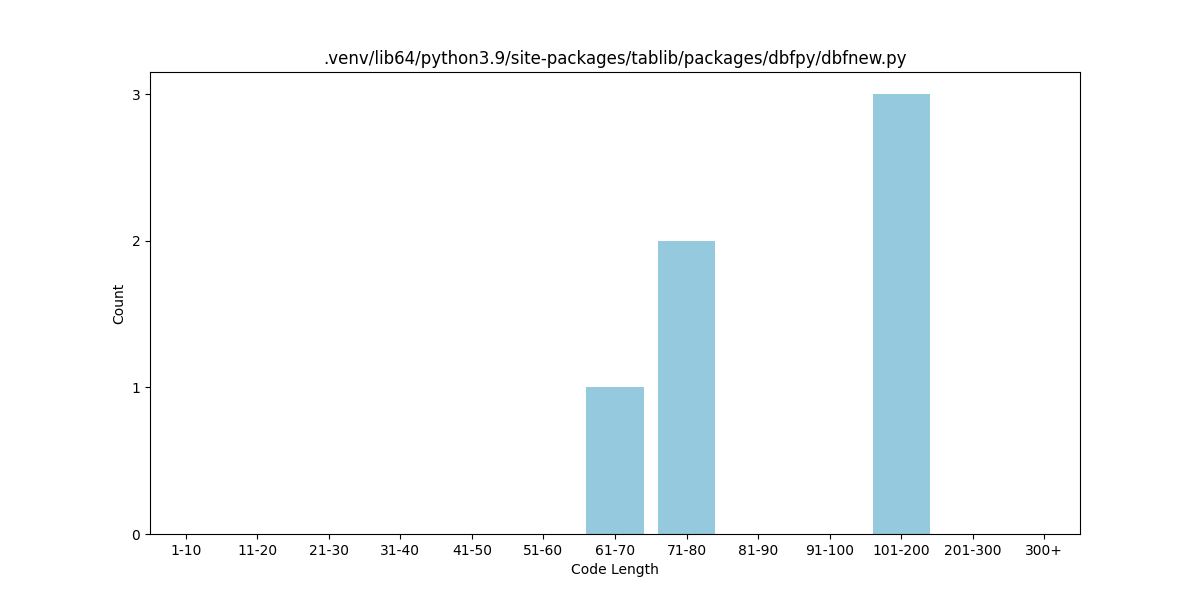 .venv/lib64/python3.9/site-packages/tablib/packages/dbfpy/dbfnew.py
3
2
1
0
Count
1-10 11-20 21-30 31-40 41-50 51-60 61-70 71-80 81-90 91-100 101-200 201-300 300+
Code Length